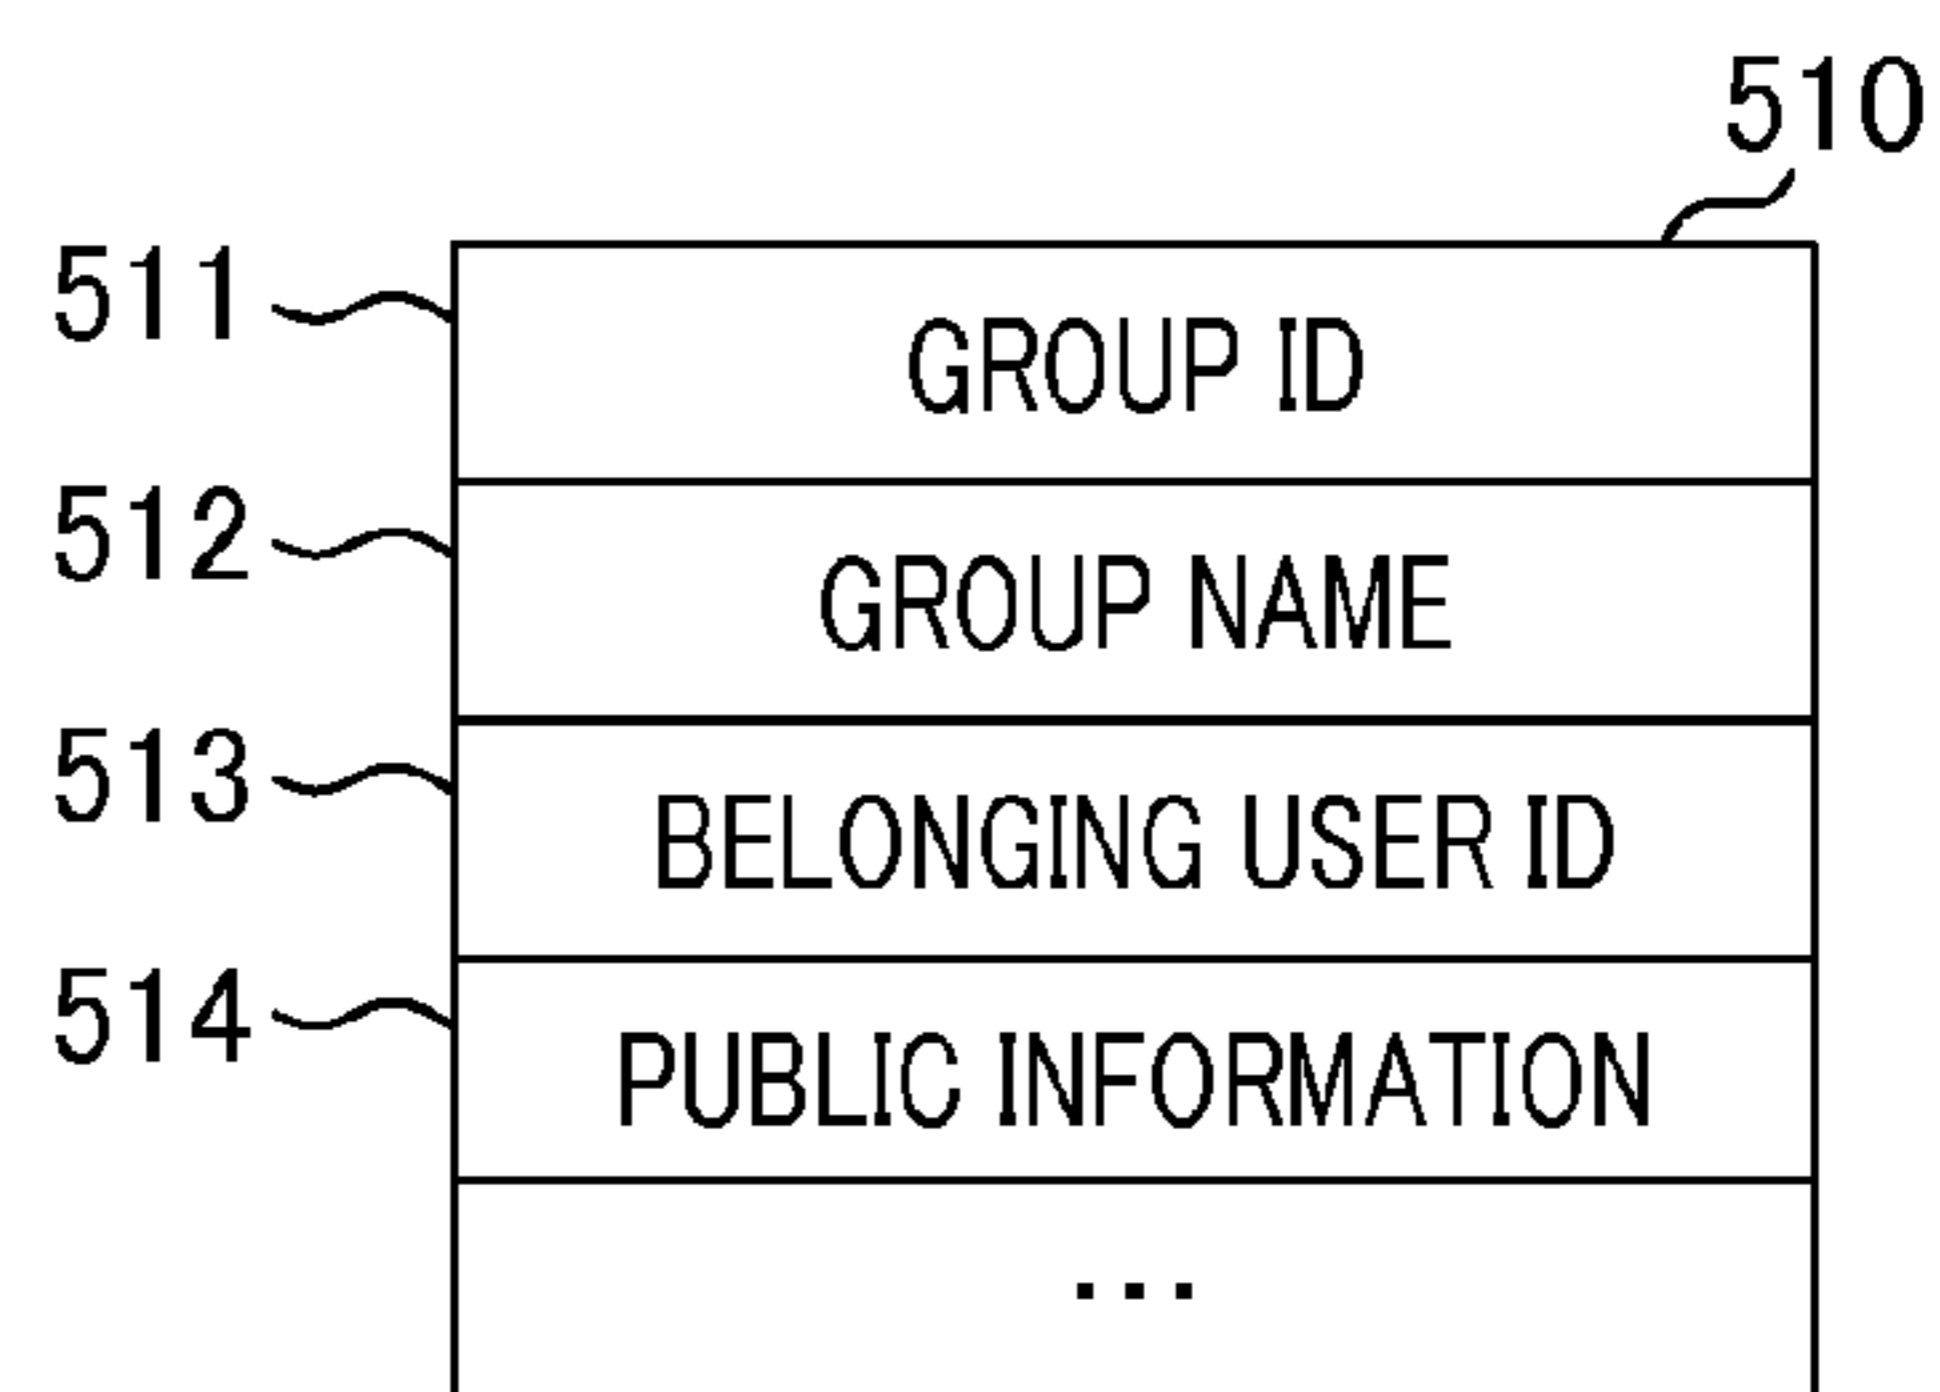 510
511 GROUP ID
512 GROUP NAME
513 BELONGING USER ID
514 PUBLIC INFORMATION
...